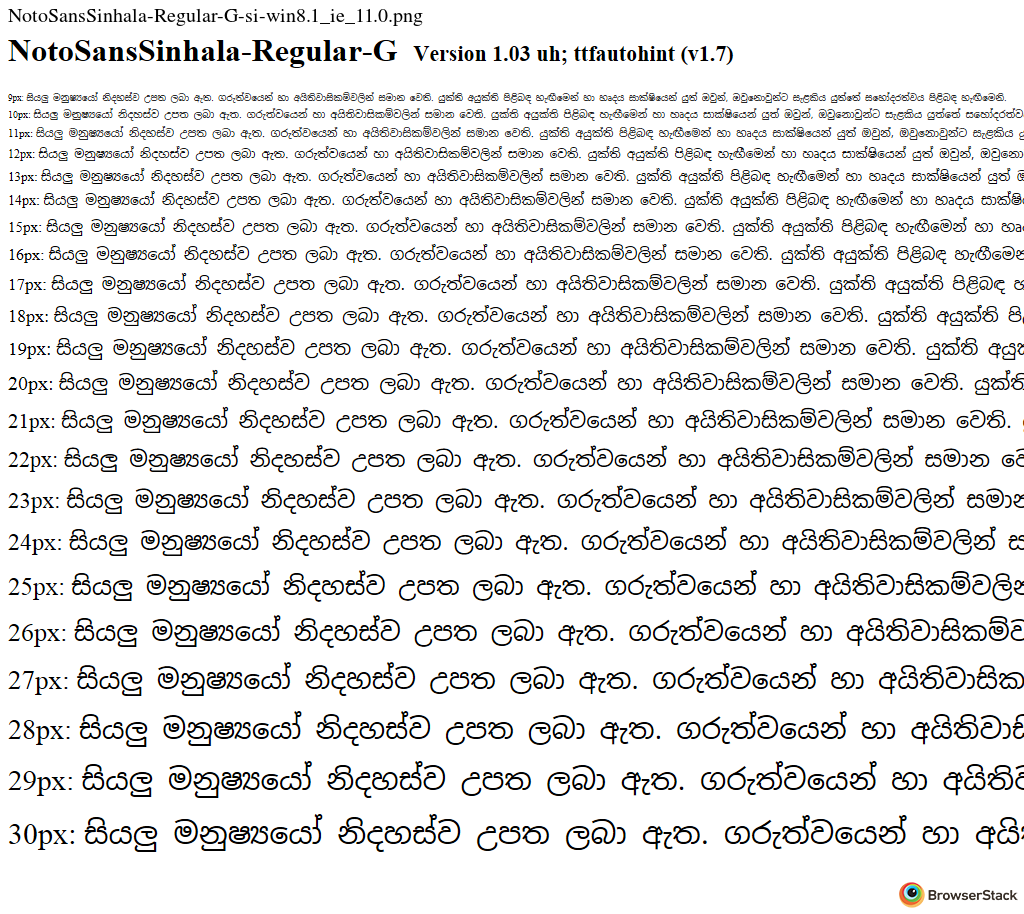 NotoSansSinhala-Regular-G-si-win8.1_ie_11.0.png
NotoSansSinhala-Regular-G Version 1.03 uh; ttfautohint (v1.7)
9px: සියලු මනුෂ්‍යයෝ නිදහස්ව උපත ලබා ඇත. ගරුත්වයෙන් හා අයිතිවාසිකම්වලින් සමාන වෙති. යුක්ති අයුක්ති පිළිබඳ හැඟීමෙන් හා හෘදය සාක්ෂියෙන් යුත් ඔවුන්, ඔවුනොවුන්ට සැළකිය යුත්තේ සහෝදරත්වය පිළිබඳ හැඟීමෙනි.
10px: සියලු මනුෂ්‍යයෝ නිදහස්ව උපත ලබා ඇත. ගරුත්වයෙන් හා අයිතිවාසිකම්වලින් සමාන වෙති. යුක්ති අයුක්ති පිළිබඳ හැඟීමෙන් හා හෘදය සාක්ෂියෙන් යුත් ඔවුන්, ඔවුනොවුන්ට සැළකිය යුත්තේ සහෝදරත්ව
11px: සියලු මනුෂ්‍යයෝ නිදහස්ව උපත ලබා ඇත. ගරුත්වයෙන් හා අයිතිවාසිකම්වලින් සමාන වෙති. යුක්ති අයුක්ති පිළිබඳ හැඟීමෙන් හා හෘදය සාක්ෂියෙන් යුත් ඔවුන්, ඔවුනොවුන්ට සැළකිය
12px: සියලු මනුෂ්‍යයෝ නිදහස්ව උපත ලබා ඇත. ගරුත්වයෙන් හා අයිතිවාසිකම්වලින් සමාන වෙති. යුක්ති අයුක්ති පිළිබඳ හැඟීමෙන් හා හෘදය සාක්ෂියෙන් යුත් ඔවුන්, ඔවුනො
13px: සියලු මනුෂ්‍යයෝ නිදහස්ව උපත ලබා ඇත. ගරුත්වයෙන් හා අයිතිවාසිකම්වලින් සමාන වෙති. යුක්ති අයුක්ති පිළිබඳ හැඟීමෙන් හා හෘදය සාක්ෂියෙන් යුත්
14px: සියලු මනුෂ්‍යයෝ නිදහස්ව උපත ලබා ඇත. ගරුත්වයෙන් හා අයිතිවාසිකම්වලින් සමාන වෙති. යුක්ති අයුක්ති පිළිබඳ හැඟීමෙන් හා හෘදය සාක්ෂි
15px: සියලු මනුෂ්‍යයෝ නිදහස්ව උපත ලබා ඇත. ගරුත්වයෙන් හා අයිතිවාසිකම්වලින් සමාන වෙති. යුක්ති අයුක්ති පිළිබඳ හැඟීමෙන් හා හෘ
16px: සියලු මනුෂ්‍යයෝ නිදහස්ව උපත ලබා ඇත. ගරුත්වයෙන් හා අයිතිවාසිකම්වලින් සමාන වෙති. යුක්ති අයුක්ති පිළිබඳ හැඟීමෙන්
17px: සියලු මනුෂ්‍යයෝ නිදහස්ව උපත ලබා ඇත. ගරුත්වයෙන් හා අයිතිවාසිකම්වලින් සමාන වෙති. යුක්ති අයුක්ති පිළිබඳ
18px: සියලු මනුෂ්‍යයෝ නිදහස්ව උපත ලබා ඇත. ගරුත්වයෙන් හා අයිතිවාසිකම්වලින් සමාන වෙති. යුක්ති අයුක්ති පි
19px: සියලු මනුෂ්‍යයෝ නිදහස්ව උපත ලබා ඇත. ගරුත්වයෙන් හා අයිතිවාසිකම්වලින් සමාන වෙති. යුක්ති අයු
20px: සියලු මනුෂ්‍යයෝ නිදහස්ව උපත ලබා ඇත. ගරුත්වයෙන් හා අයිතිවාසිකම්වලින් සමාන වෙති. යුක්ති
21px: සියලු මනුෂ්‍යයෝ නිදහස්ව උපත ලබා ඇත. ගරුත්වයෙන් හා අයිතිවාසිකම්වලින් සමාන වෙති.
22px: සියලු මනුෂ්‍යයෝ නිදහස්ව උපත ලබා ඇත. ගරුත්වයෙන් හා අයිතිවාසිකම්වලින් සමාන වෙ
23px: සියලු මනුෂ්‍යයෝ නිදහස්ව උපත ලබා ඇත. ගරුත්වයෙන් හා අයිතිවාසිකම්වලින් සමාන
24px: සියලු මනුෂ්‍යයෝ නිදහස්ව උපත ලබා ඇත. ගරුත්වයෙන් හා අයිතිවාසිකම්වලින් ස
25px: සියලු මනුෂ්‍යයෝ නිදහස්ව උපත ලබා ඇත. ගරුත්වයෙන් හා අයිතිවාසිකම්වලින්
26px: සියලු මනුෂ්‍යයෝ නිදහස්ව උපත ලබා ඇත. ගරුත්වයෙන් හා අයිතිවාසිකම්ව
27px: සියලු මනුෂ්‍යයෝ නිදහස්ව උපත ලබා ඇත. ගරුත්වයෙන් හා අයිතිවාසික
28px: සියලු මනුෂ්‍යයෝ නිදහස්ව උපත ලබා ඇත. ගරුත්වයෙන් හා අයිතිවාසි
29px: සියලු මනුෂ්‍යයෝ නිදහස්ව උපත ලබා ඇත. ගරුත්වයෙන් හා අයිතිව
30px: සියලු මනුෂ්‍යයෝ නිදහස්ව උපත ලබා ඇත. ගරුත්වයෙන් හා අයි
BrowserStack